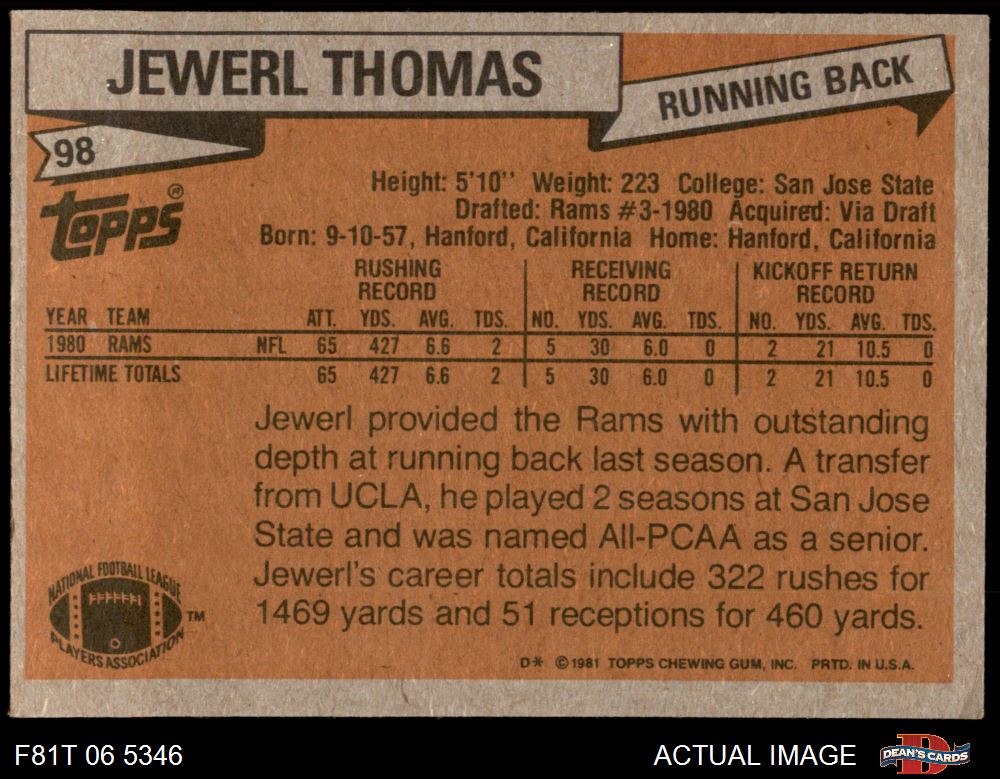 JEWERL THOMAS
RUNNING BACK
98
Topps®
Height: 5'10'' Weight: 223 College: San Jose State
Drafted: Rams #3-1980 Acquired: Via Draft
Born: 9-10-57, Hanford, California Home: Hanford, California
RUSHING RECORD RECEIVING RECORD KICKOFF RETURN RECORD
YEAR TEAM ATT. YDS. AVG. TDS. NO. YDS. AVG. TDS. NO. YDS. AVG. TDS.
1980 RAMS NFL 65 427 6.6 2 5 30 6.0 0 2 21 10.5 0
LIFETIME TOTALS 65 427 6.6 2 5 30 6.0 0 2 21 10.5 0
Jewerl provided the Rams with outstanding
depth at running back last season. A transfer
from UCLA, he played 2 seasons at San Jose
State and was named All-PCAA as a senior.
Jewerl's career totals include 322 rushes for
1469 yards and 51 receptions for 460 yards.
NATIONAL FOOTBALL LEAGUE
PLAYERS ASSOCIATION
TM
D* ©1981 TOPPS CHEWING GUM, INC. PRTD. IN U.S.A.
F81T 06 5346
ACTUAL IMAGE
D
DEAN'S CARDS